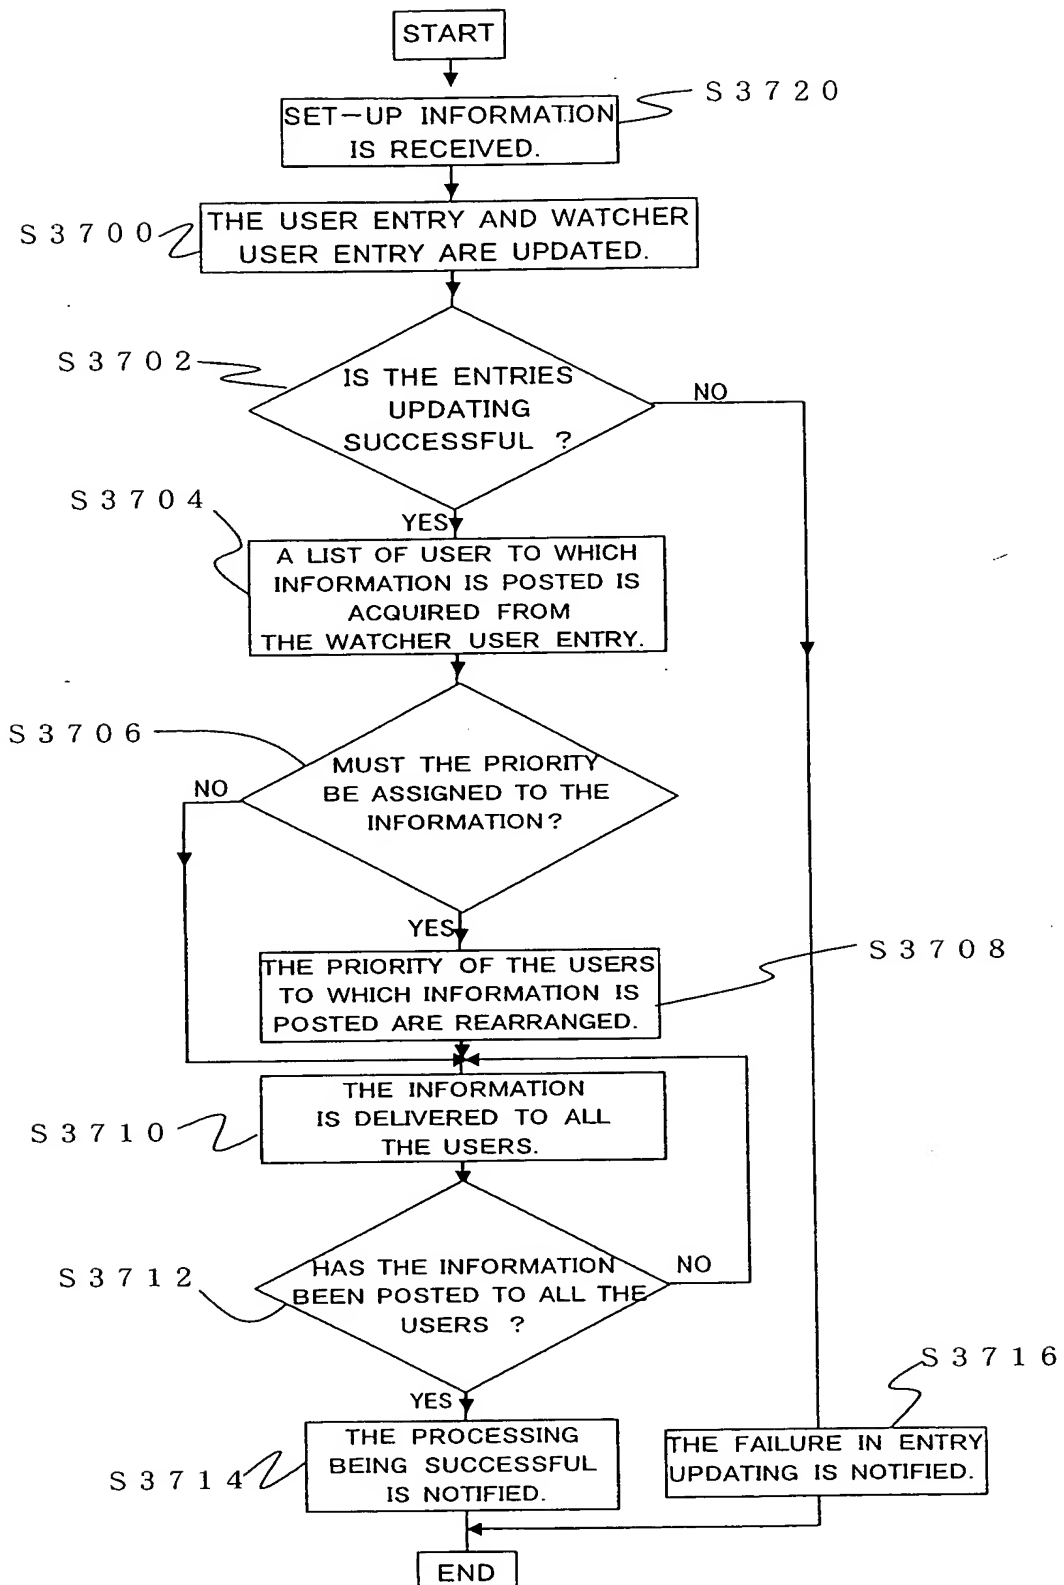 START
S3720
SET-UP INFORMATION
IS RECEIVED.
S3700
THE USER ENTRY AND WATCHER
USER ENTRY ARE UPDATED.
S3702
IS THE ENTRIES
UPDATING
SUCCESSFUL ?
NO
S3704
YES
A LIST OF USER TO WHICH
INFORMATION IS POSTED IS
ACQUIRED FROM
THE WATCHER USER ENTRY.
S3706
MUST THE PRIORITY
BE ASSIGNED TO THE
INFORMATION?
NO
YES
S3708
THE PRIORITY OF THE USERS
TO WHICH INFORMATION IS
POSTED ARE REARRANGED.
S3710
THE INFORMATION
IS DELIVERED TO ALL
THE USERS.
S3712
HAS THE INFORMATION
BEEN POSTED TO ALL THE
USERS ?
NO
YES
S3716
THE FAILURE IN ENTRY
UPDATING IS NOTIFIED.
S3714
THE PROCESSING
BEING SUCCESSFUL
IS NOTIFIED.
END